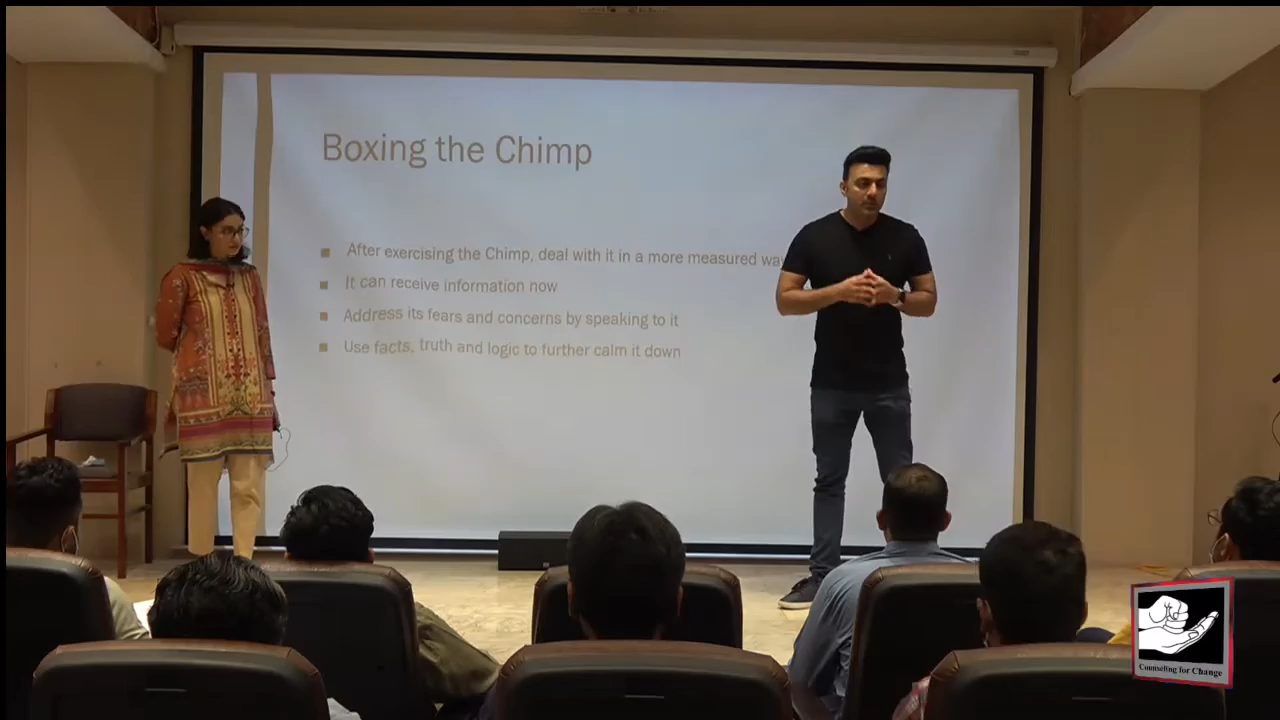 Boxing the Chimp
After exercising the Chimp, deal with it in a more measured way
It can receive information now
Address its fears and concerns by speaking to it
Use facts, truth and logic to further calm it down
Counseling for Change